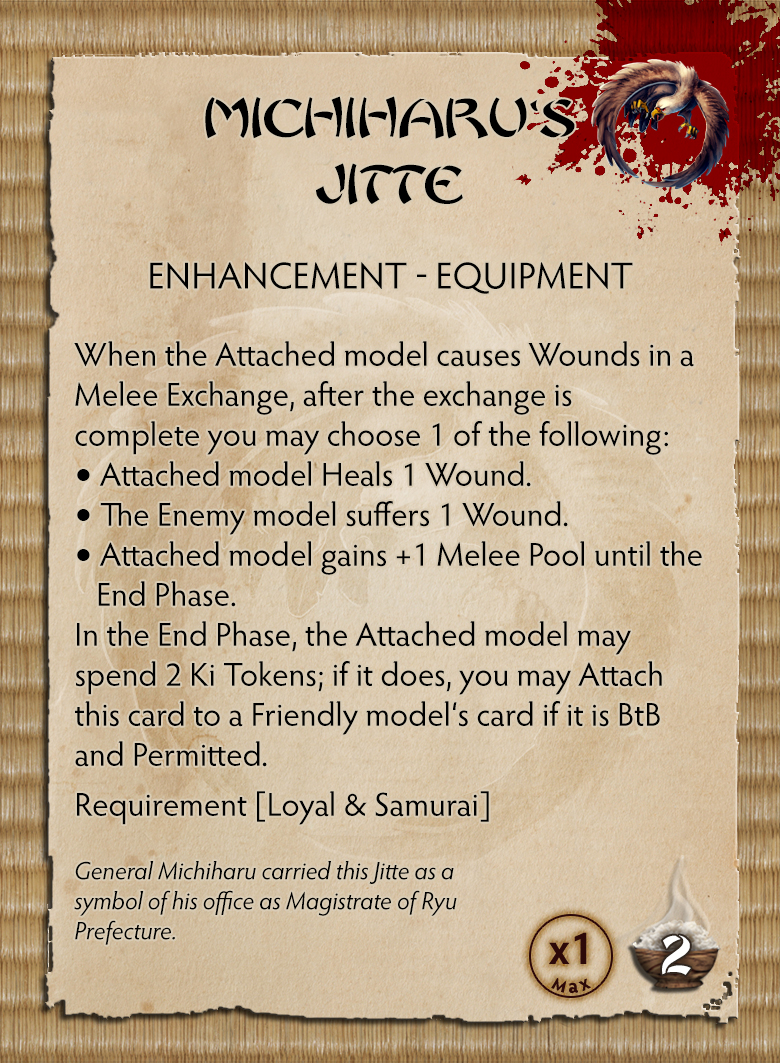 MICHIHARU'S
JITTE
ENHANCEMENT - EQUIPMENT
When the Attached model causes Wounds in a
Melee Exchange, after the exchange is
complete you may choose 1 of the following:
• Attached model Heals 1 Wound.
• The Enemy model suffers 1 Wound.
• Attached model gains +1 Melee Pool until the
End Phase.
In the End Phase, the Attached model may
spend 2 Ki Tokens; if it does, you may Attach
this card to a Friendly model's card if it is BtB
and Permitted.
Requirement [Loyal & Samurai]
General Michiharu carried this Jitte as a
symbol of his office as Magistrate of Ryu
Prefecture.
x1
Max
2